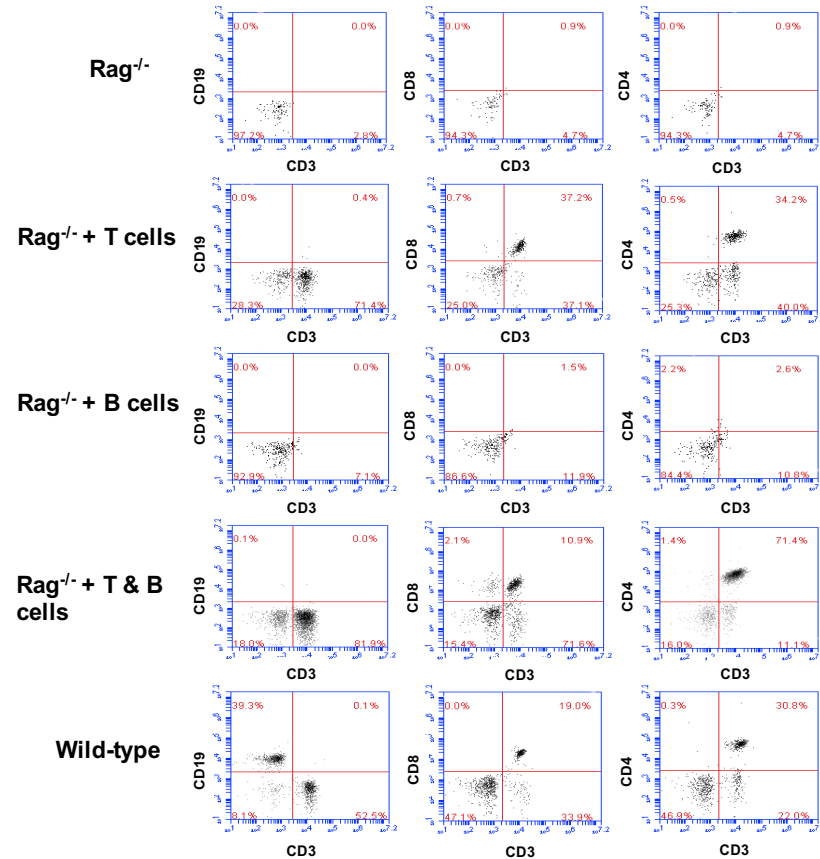 Rag-/-
CD19
0.0% 0.0%
97.2% 2.8%
CD3
CD8
0.0% 0.9%
94.3% 4.7%
CD3
CD4
0.0% 0.9%
94.3% 4.7%
CD3
Rag-/- + T cells
CD19
0.0% 0.4%
28.3% 71.4%
CD3
CD8
0.7% 37.2%
25.0% 37.1%
CD3
CD4
0.5% 34.2%
25.3% 40.0%
CD3
Rag-/- + B cells
CD19
0.0% 0.0%
92.9% 7.1%
CD3
CD8
0.0% 1.5%
86.6% 11.9%
CD3
CD4
2.2% 2.6%
84.4% 10.8%
CD3
Rag-/- + T & B
cells
CD19
0.1% 0.0%
18.0% 81.9%
CD3
CD8
2.1% 10.9%
15.4% 71.6%
CD3
CD4
1.4% 71.4%
16.0% 11.1%
CD3
Wild-type
CD19
39.3% 0.1%
8.1% 52.5%
CD3
CD8
0.0% 19.0%
47.1% 33.9%
CD3
CD4
0.3% 30.8%
46.9% 22.0%
CD3